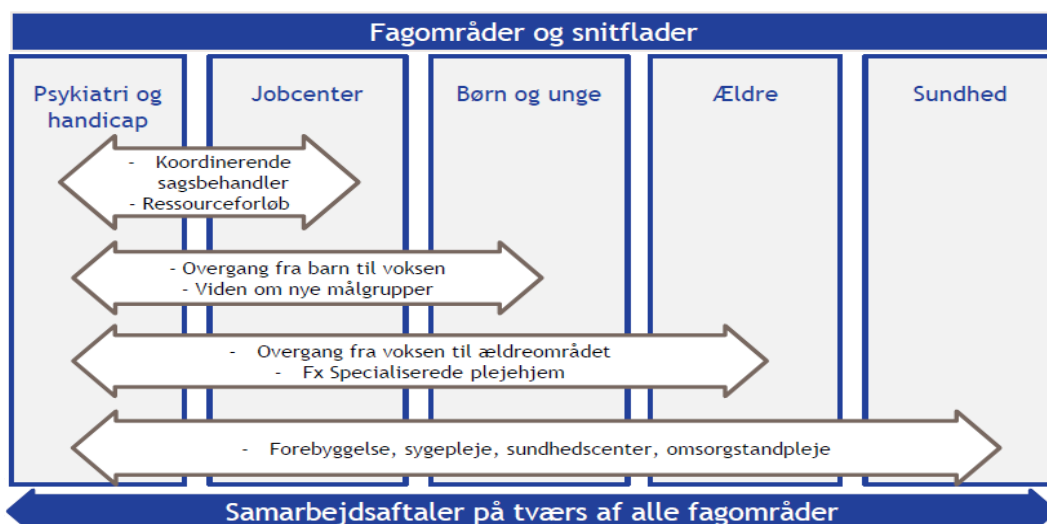 Fagområder og snitflader
Psykiatri og
handicap
Jobcenter
Børn og unge
Ældre
Sundhed
- Koordinerende
sagsbehandler
- Ressourceforløb
- Overgang fra barn til voksen
- Viden om nye målgrupper
- Overgang fra voksen til ældreområdet
- Fx Specialiserede plejehjem
- Forebyggelse, sygepleje, sundhedscenter, omsorgstandpleje
Samarbejdsaftaler på tværs af alle fagområder